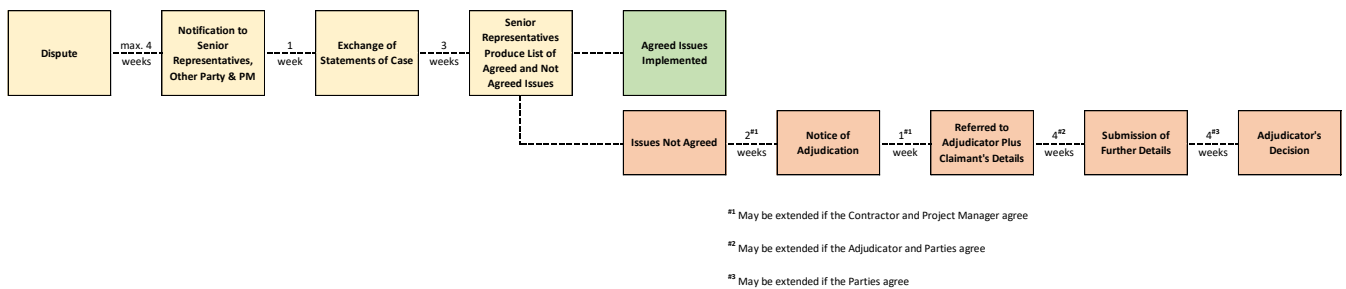 Dispute
max. 4
weeks
Notification to
Senior
Representatives,
Other Party & PM
1
week
Exchange of
Statements of Case
3
weeks
Senior
Representatives
Produce List of
Agreed and Not
Agreed Issues
Agreed Issues
Implemented
Issues Not Agreed
2#1
weeks
Notice of
Adjudication
1#1
week
Referred to
Adjudicator Plus
Claimant's Details
4#2
weeks
Submission of
Further Details
4#3
weeks
Adjudicator's
Decision
#1 May be extended if the Contractor and Project Manager agree
#2 May be extended if the Adjudicator and Parties agree
#3 May be extended if the Parties agree